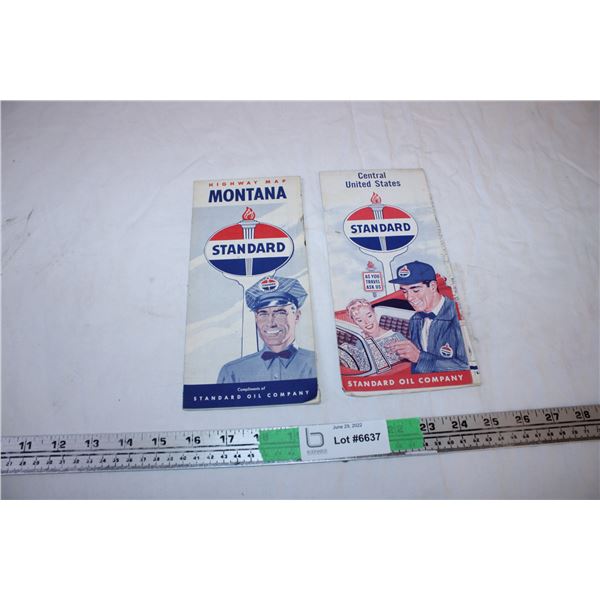 HIGHWAY MAP
MONTANA
STANDARD
Compliments of
STANDARD OIL COMPANY
Central
United States
STANDARD
AS YOU
TRAVEL
ASK US
STANDARD OIL COMPANY
June 29, 2022
Lot #6637
11 12 13 14 15 16 17 23 24 25 26 27 28